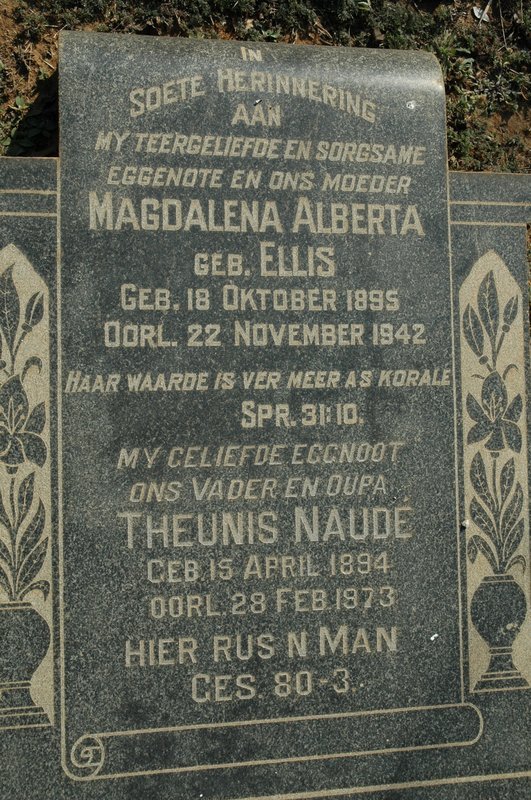 IN
SOETE HERINNERING
AAN
MY TEERGELIEFDE EN SORGSAME
EGGENOTE EN ONS MOEDER
MAGDALENA ALBERTA
GEB. ELLIS
GEB. 18 OKTOBER 1895
OORL. 22 NOVEMBER 1942
HAAR WAARDE IS VER MEER AS KORALE
SPR. 31:10.
MY GELIEFDE EGGNOOT
ONS VADER EN OUPA
THEUNIS NAUDÉ
GEB. 15 APRIL 1894
OORL. 28 FEB. 1973
HIER RUS N MAN
GES. 80-3.